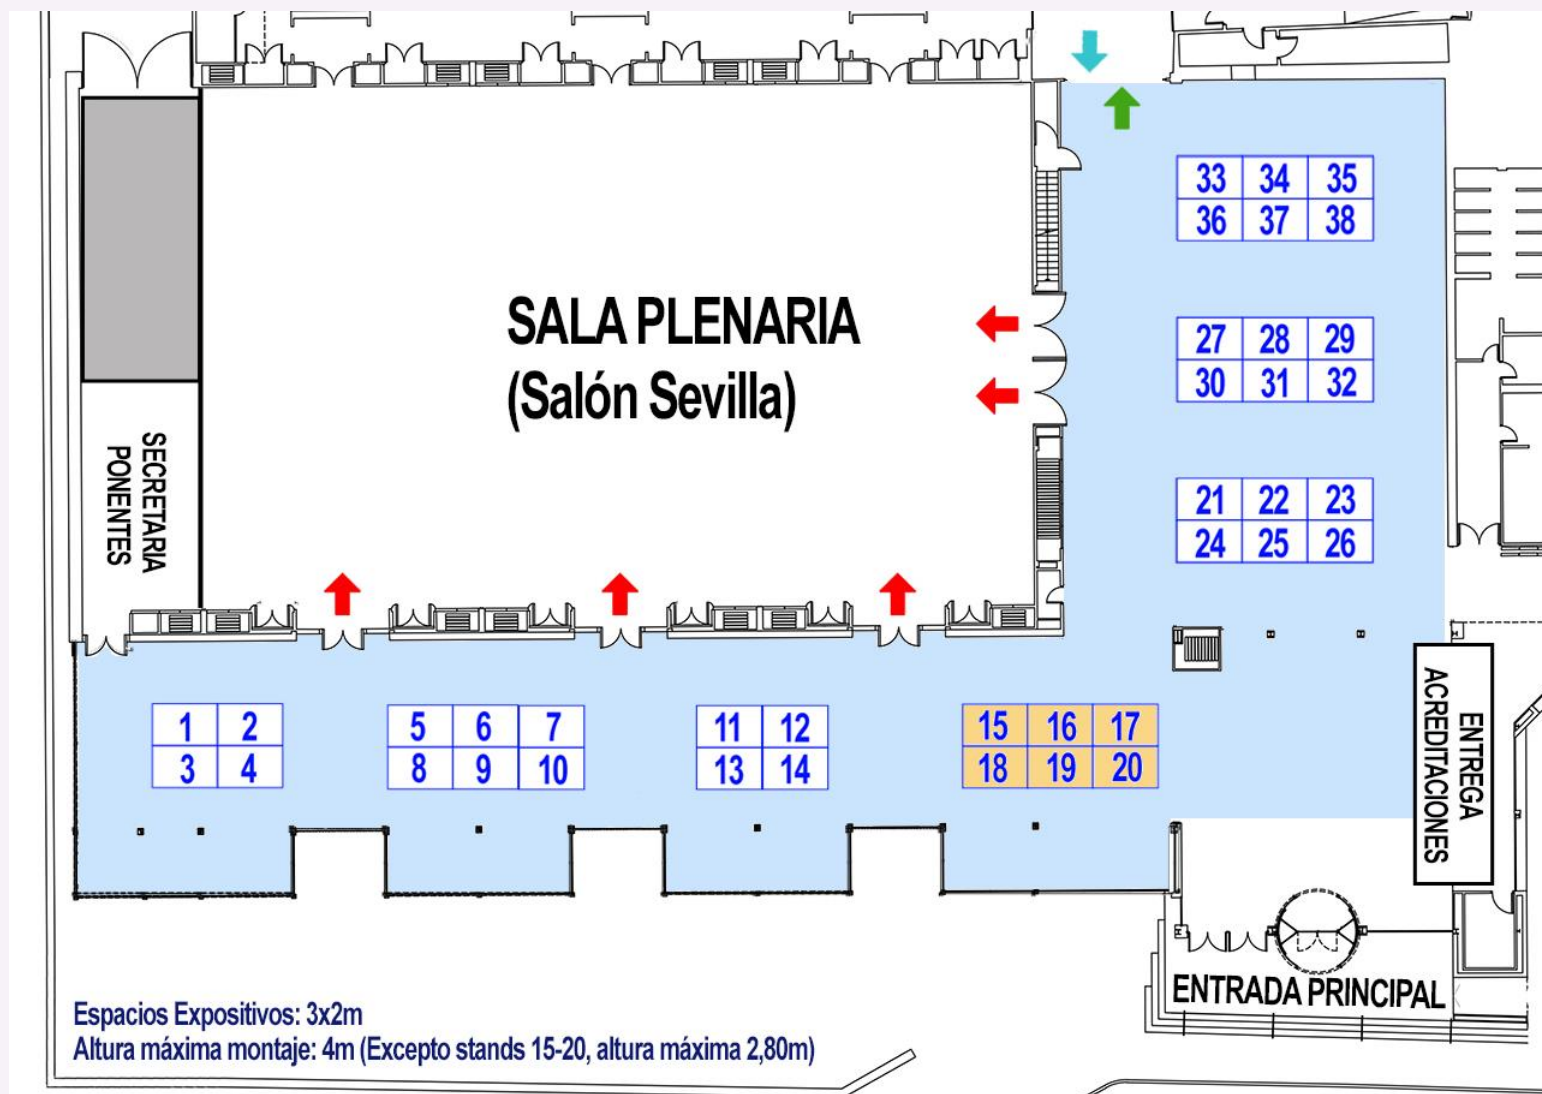 33 34 35
36 37 38
SALA PLENARIA
(Salón Sevilla)
27 28 29
30 31 32
SECRETARIA
PONENTES
21 22 23
24 25 26
1 2
3 4
5 6 7
8 9 10
11 12
13 14
15 16 17
18 19 20
ENTREGA
ACREDITACIONES
ENTRADA PRINCIPAL
Espacios Expositivos: 3x2m
Altura máxima montaje: 4m (Excepto stands 15-20, altura máxima 2,80m)